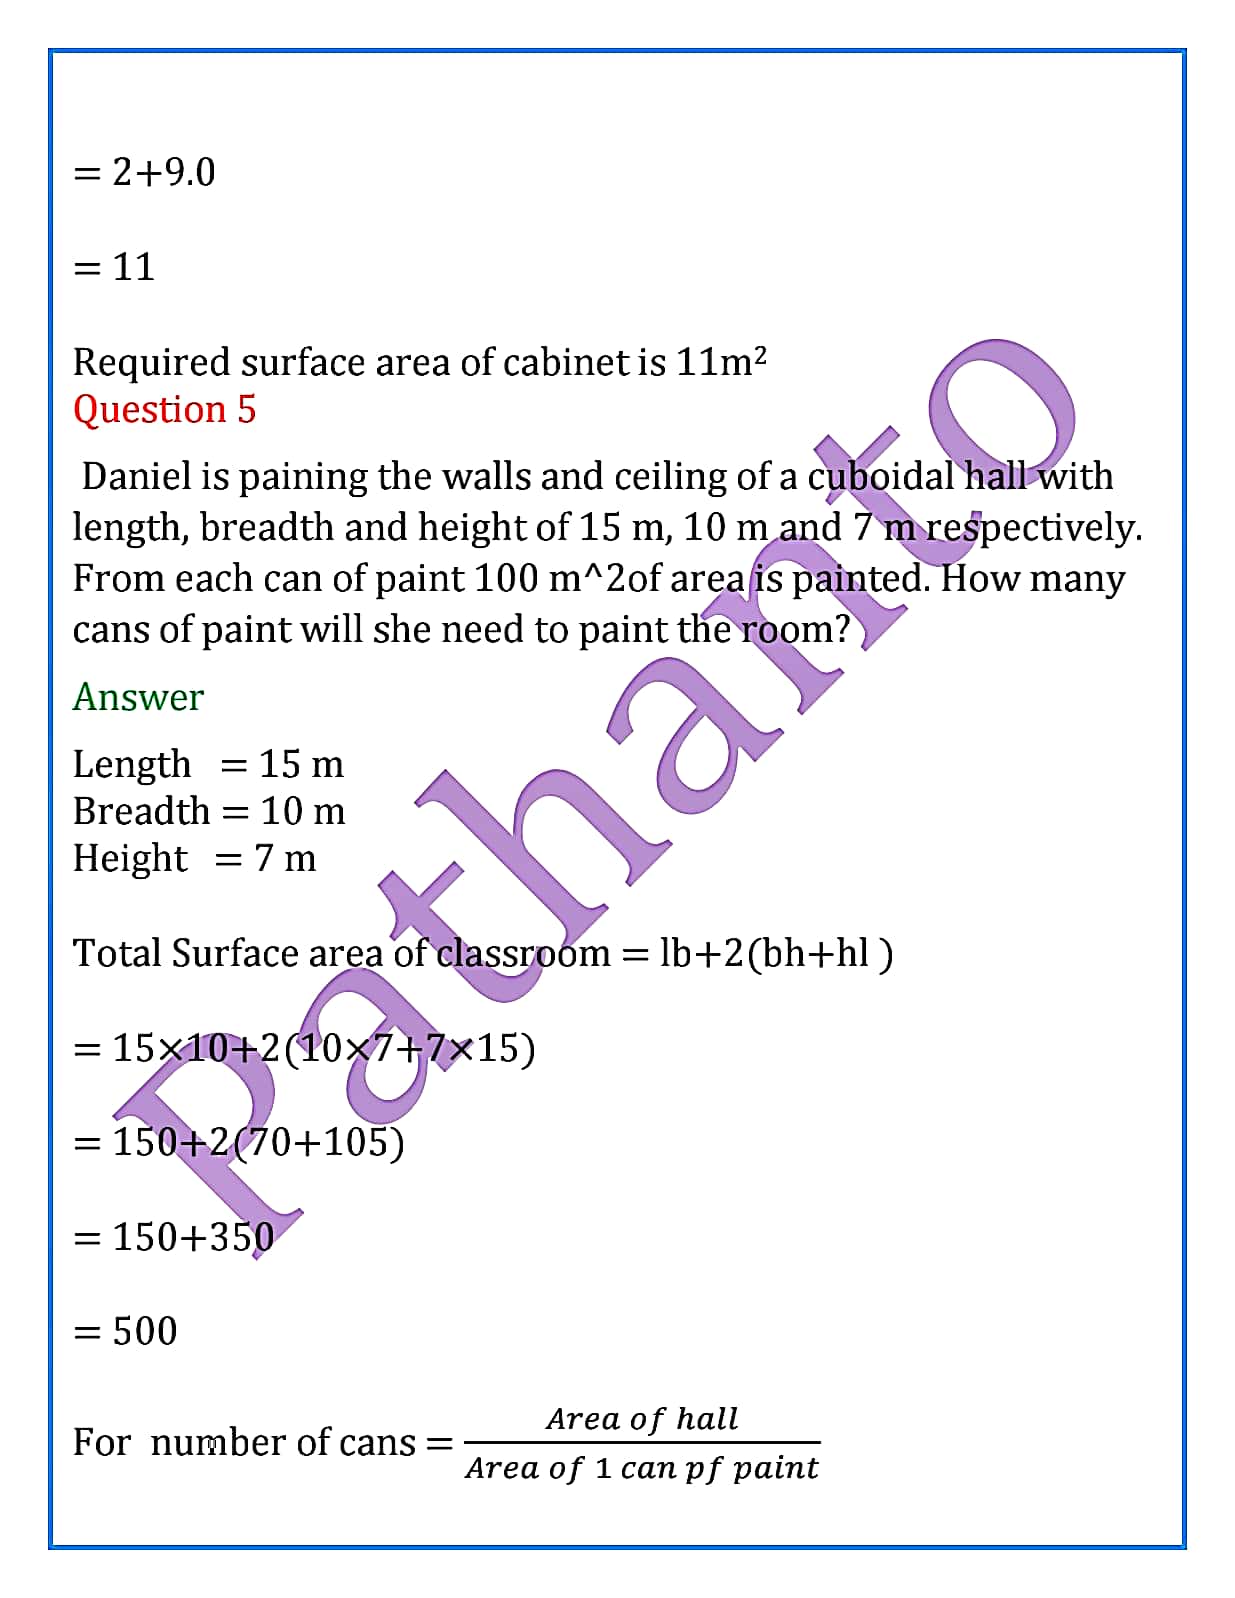 = 2+9.0
= 11
Required surface area of cabinet is 11m²
Question 5
Daniel is paining the walls and ceiling of a cuboidal hall with
length, breadth and height of 15 m, 10 m and 7 m respectively.
From each can of paint 100 m^2of area is painted. How many
cans of paint will she need to paint the room?
Answer
Length = 15 m
Breadth = 10 m
Height = 7 m
Total Surface area of classroom = lb+2(bh+hl )
= 15×10+2(10×7+7×15)
= 150+2(70+105)
= 150+350
= 500
For number of cans = Area of hall / Area of 1 can pf paint
Pathanto